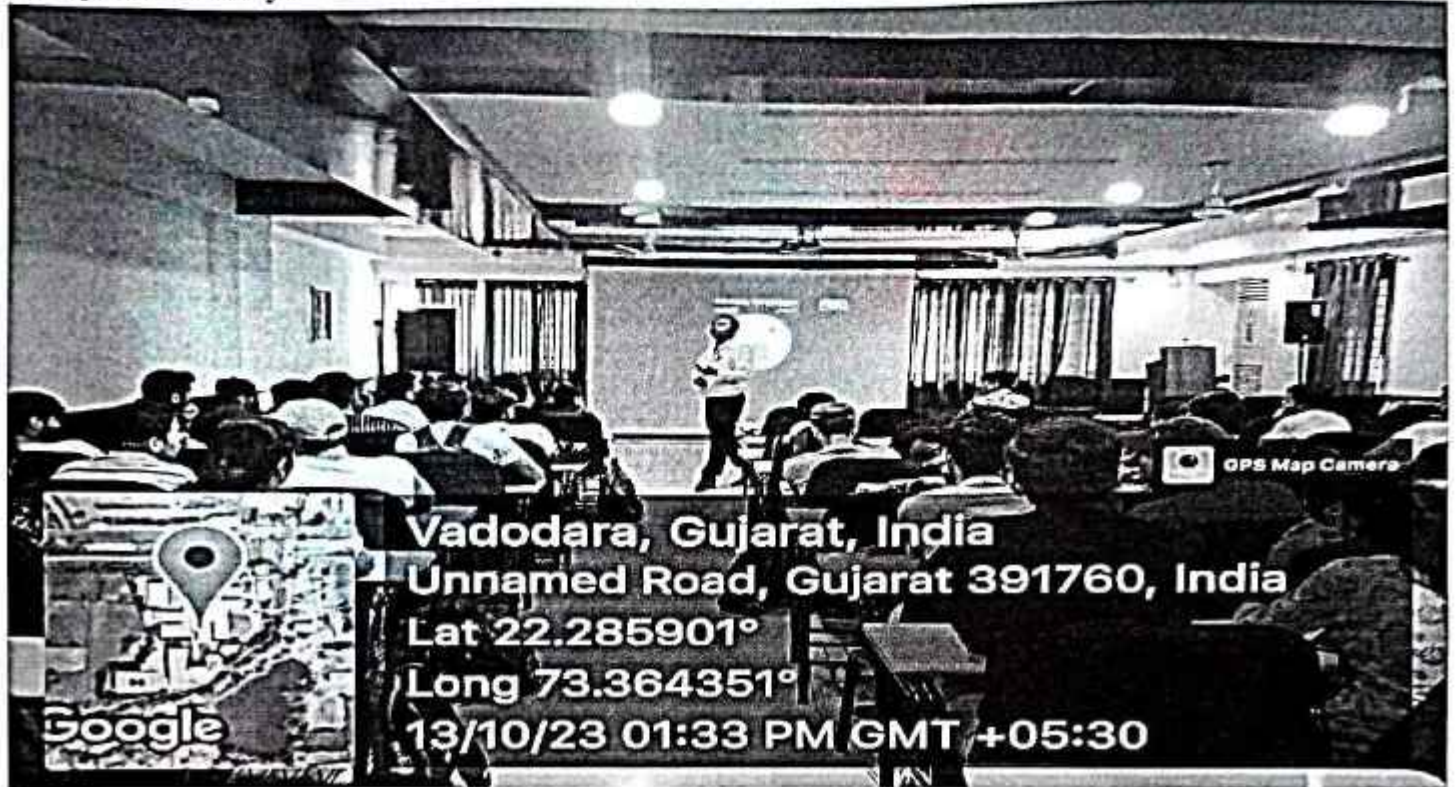 GPS Map Camera
Vadodara, Gujarat, India
Unnamed Road, Gujarat 391760, India
Lat 22.285901°
Long 73.364351°
13/10/23 01:33 PM GMT +05:30
Google